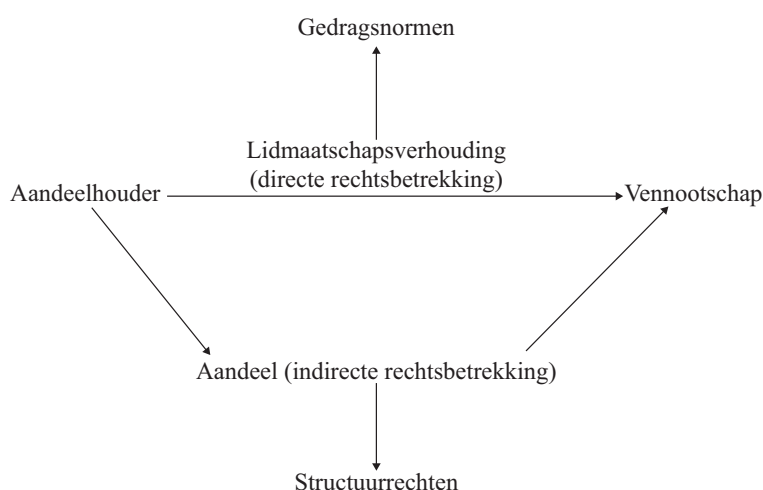 Gedragsnormen
Lidmaatschapsverhouding
(directe rechtsbetrekking)
Aandeelhouder
Vennootschap
Aandeel (indirecte rechtsbetrekking)
Structuurrechten